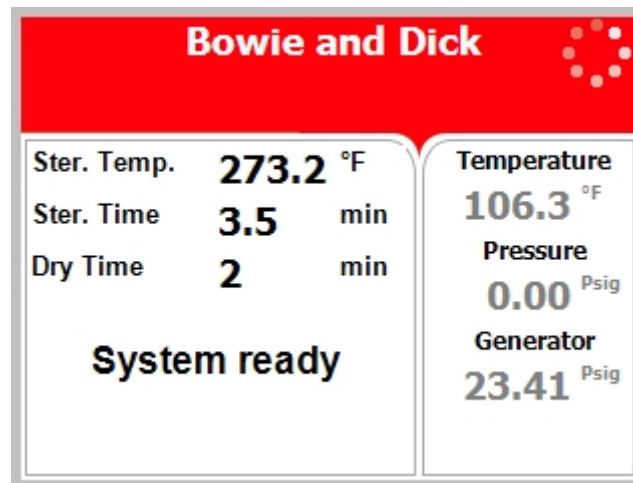 Bowie and Dick
Ster. Temp. 273.2 °F
Ster. Time 3.5 min
Dry Time 2 min
System ready
Temperature
106.3 °F
Pressure
0.00 Psig
Generator
23.41 Psig